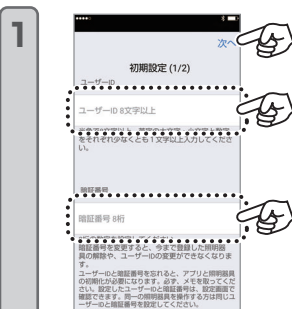 1
次へ
初期設定 (1/2)
ユーザーID
ユーザーID 8文字以上
をそれぞれ少なくとも1文字以上入力してくださ
い。
暗証番号
暗証番号 8桁
暗証番号を変更すると、今まで登録した照明器
具の解除や、ユーザーIDの変更ができなくなりま
す。
ユーザーIDと暗証番号を忘れると、アプリと照明器具
の初期化が必要になります。必ず、メモを取ってくだ
さい。設定したユーザーIDと暗証番号は、設定画面で
確認できます。同一の照明器具を操作する方は同じユ
ーザーIDと暗証番号を設定してください。